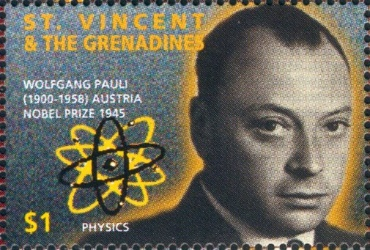 ST. VINCENT
& THE GRENADINES
WOLFGANG PAULI
(1900-1958) AUSTRIA
NOBEL PRIZE 1945
$1
PHYSICS